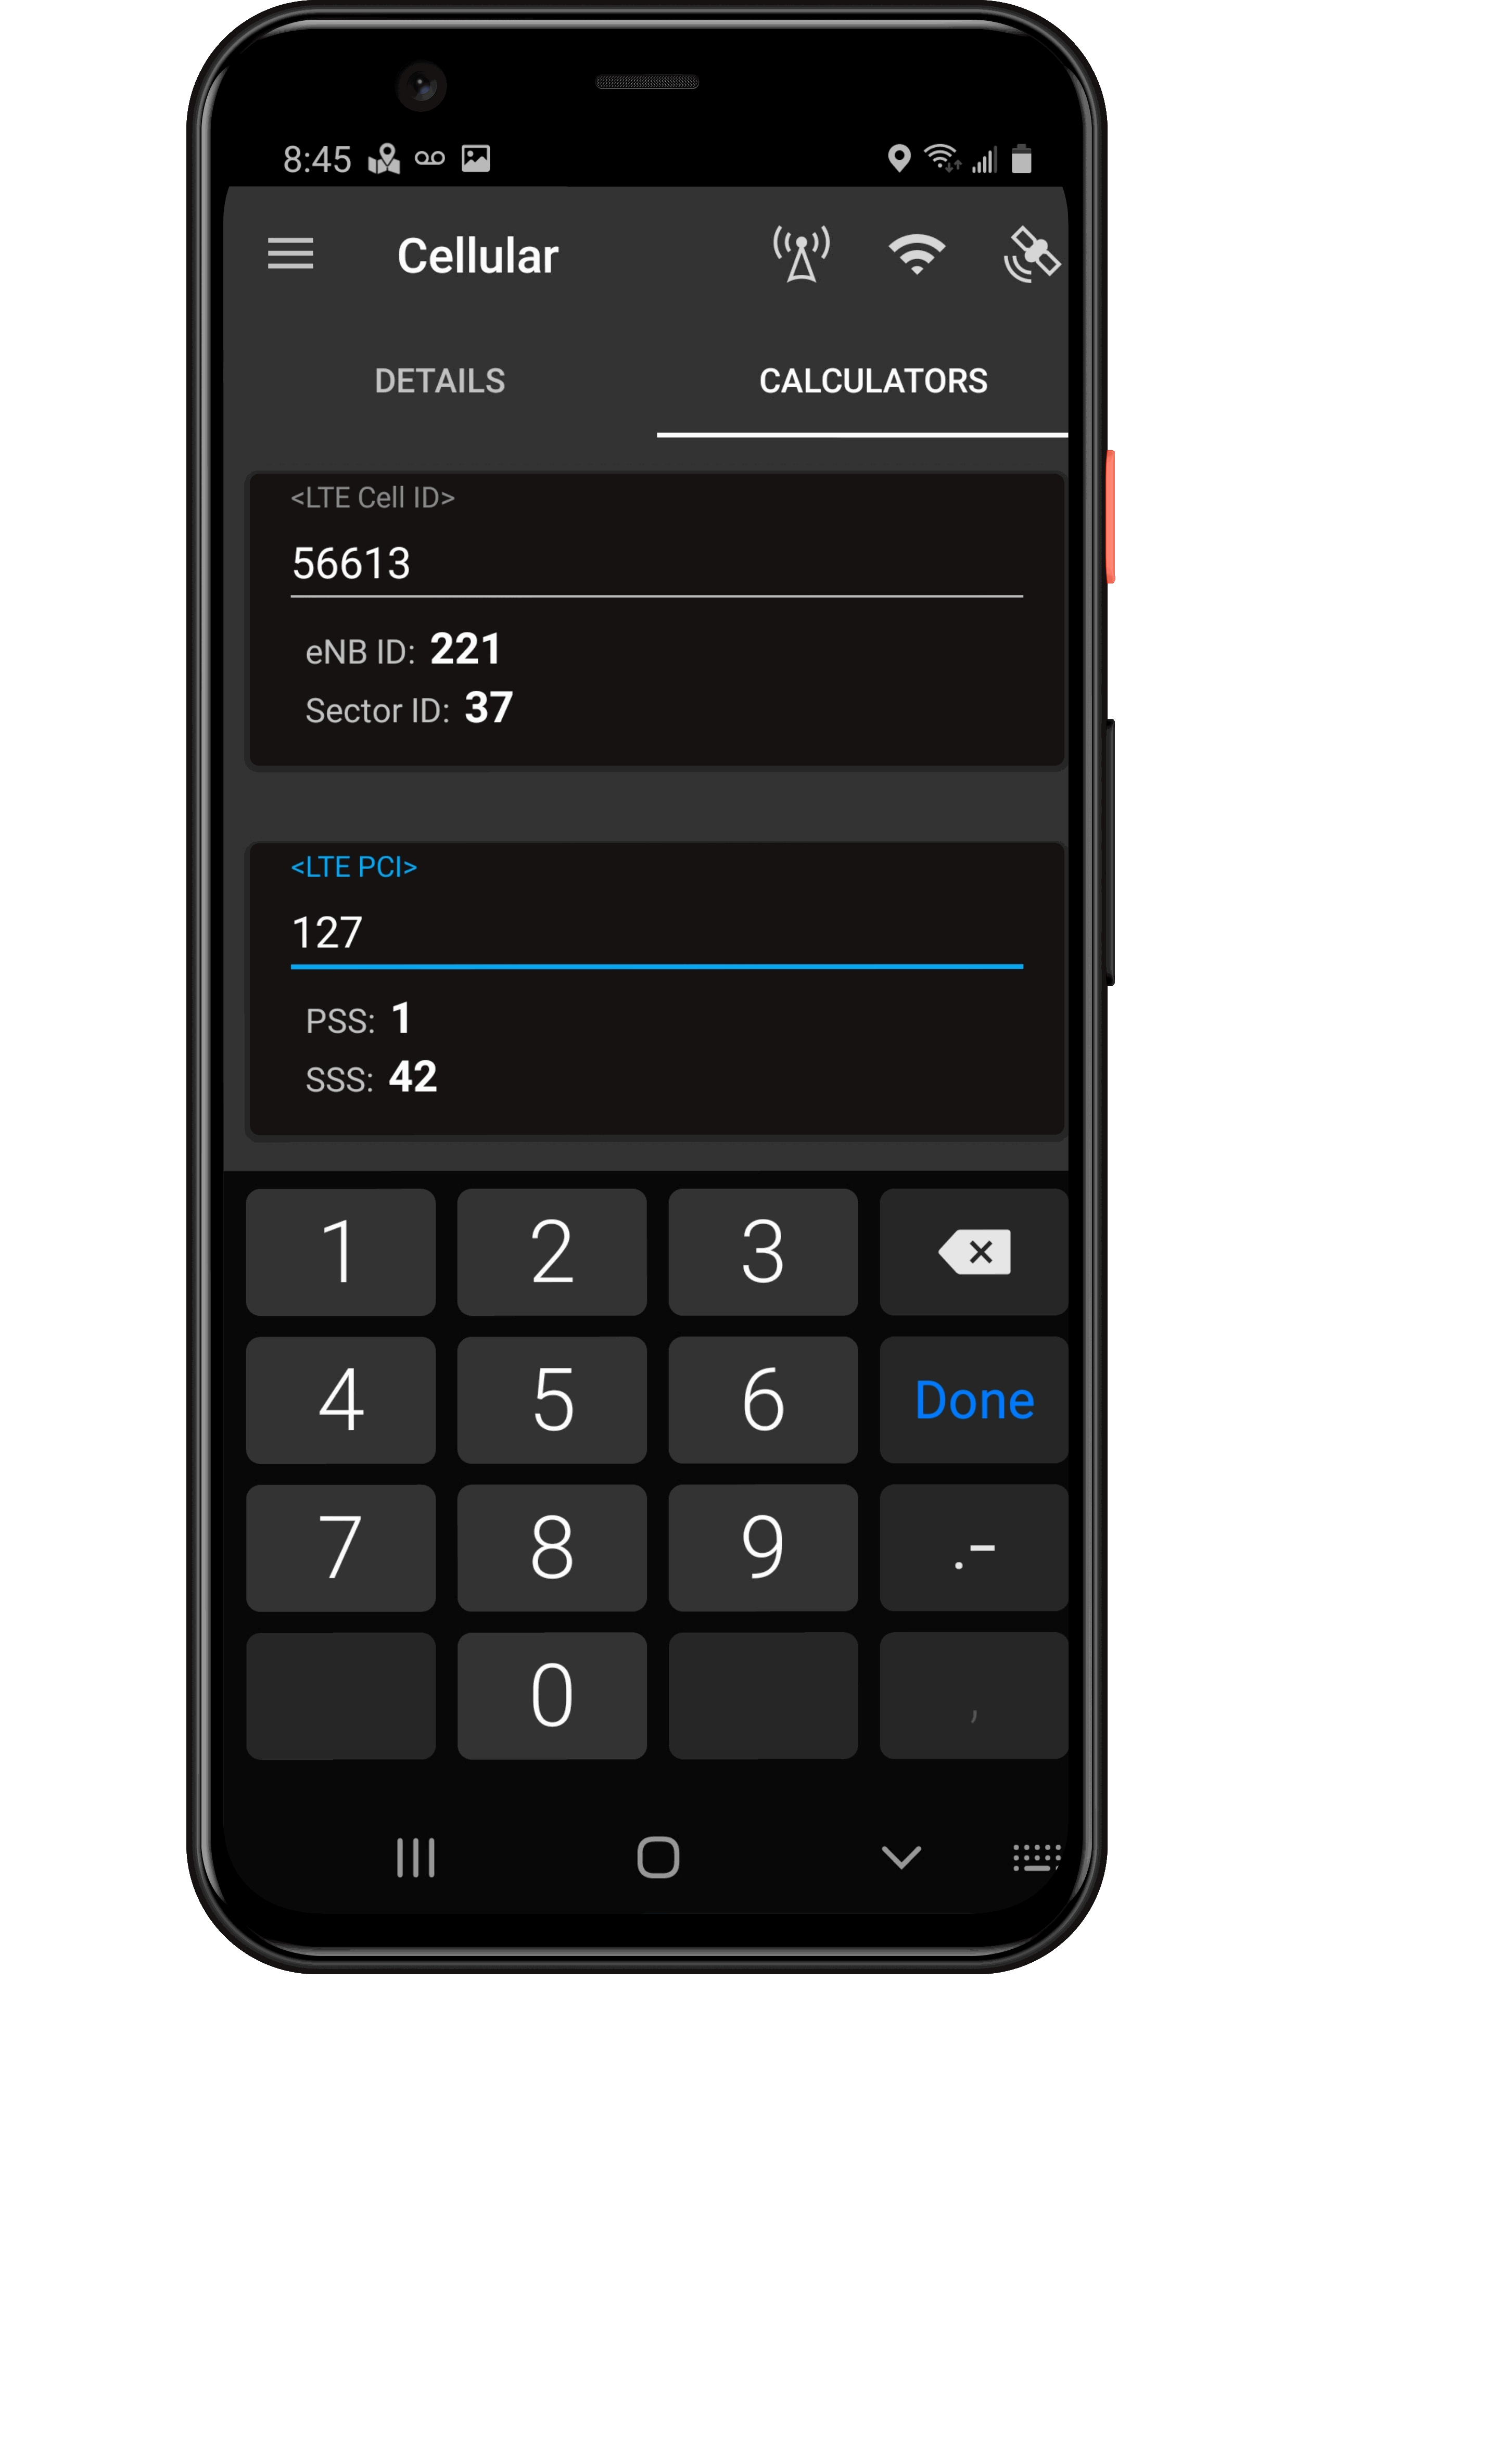 8:45
Cellular
DETAILS CALCULATORS
<LTE Cell ID>
56613
eNB ID: 221
Sector ID: 37
<LTE PCI>
127
PSS: 1
SSS: 42
1 2 3
4 5 6 Done
7 8 9 .-
0 ,